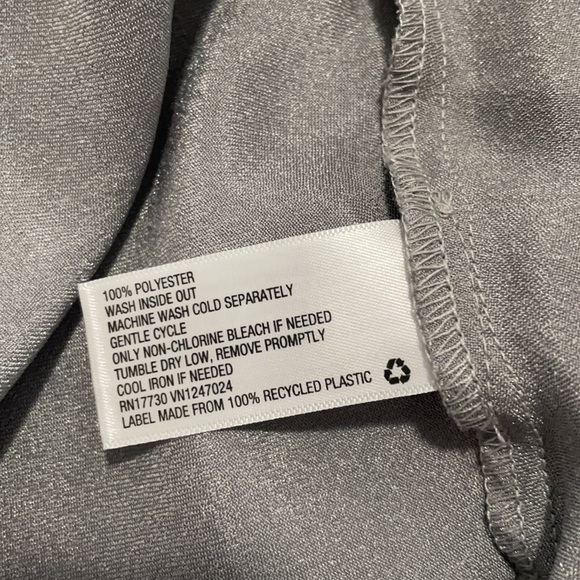 100% POLYESTER
WASH INSIDE OUT
MACHINE WASH COLD SEPARATELY
GENTLE CYCLE
ONLY NON-CHLORINE BLEACH IF NEEDED
TUMBLE DRY LOW, REMOVE PROMPTLY
COOL IRON IF NEEDED
RN17730 VN1247024
LABEL MADE FROM 100% RECYCLED PLASTIC